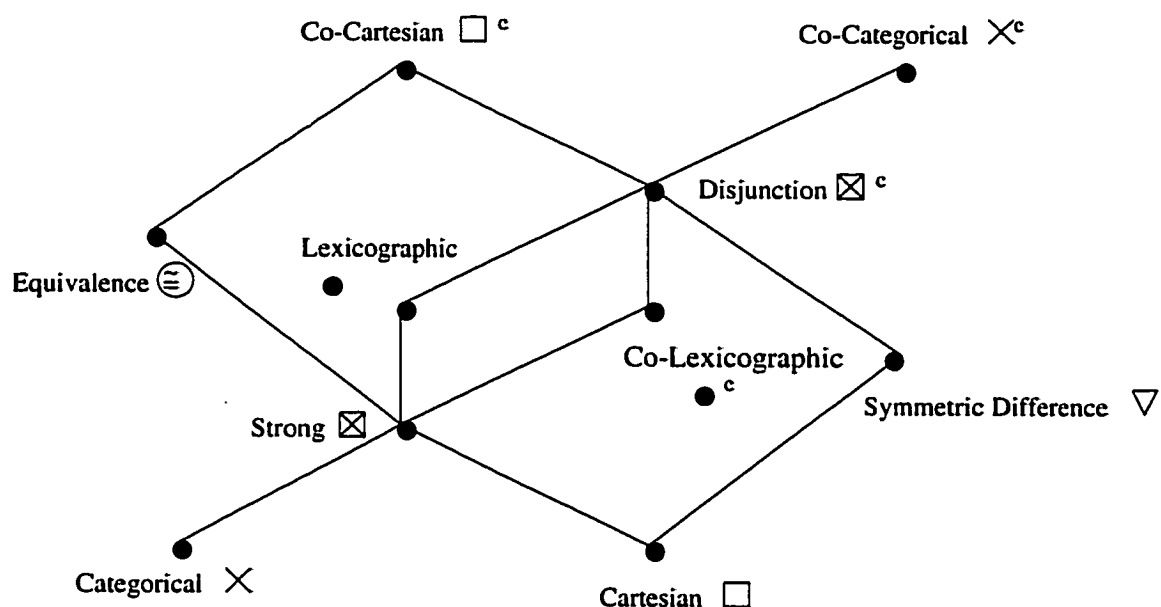 Co-Cartesian □ c
Co-Categorical ×c
Disjunction ⊠ c
Lexicographic
Equivalence ≅
Co-Lexicographic
c
Symmetric Difference ▽
Strong ⊠
Categorical ×
Cartesian □